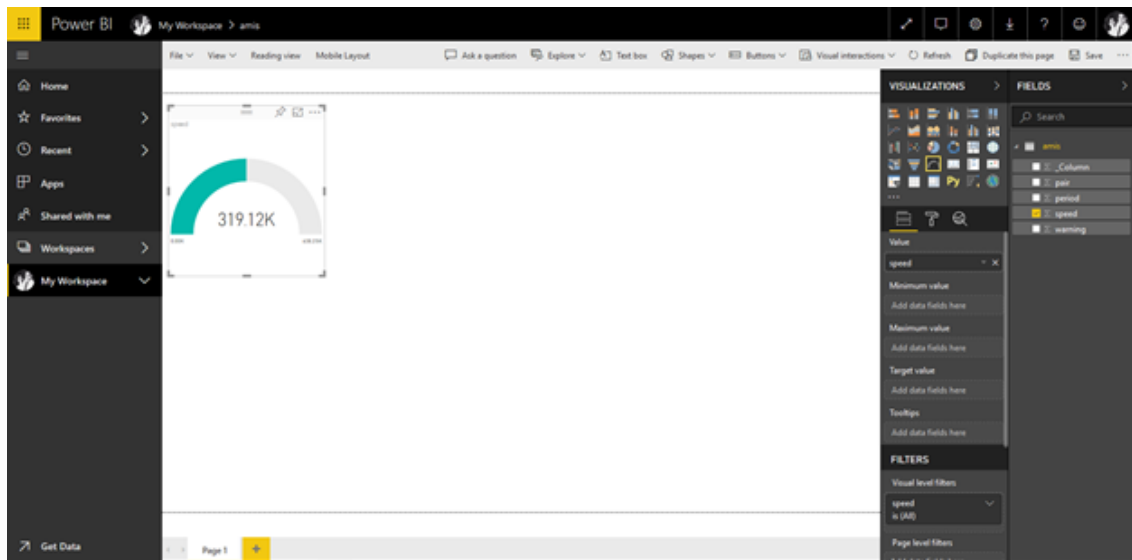 Power BI
My Workspace > amis
File
View
Reading view
Mobile Layout
Ask a question
Explore
Text box
Shapes
Buttons
Visual interactions
Refresh
Duplicate this page
Save
Home
Favorites
Recent
Apps
Shared with me
Workspaces
My Workspace
Get Data
speed
319.12K
Page 1
VISUALIZATIONS
Py
Value
speed
Minimum value
Add data fields here
Maximum value
Add data fields here
Target value
Add data fields here
Tooltips
Add data fields here
FILTERS
Visual level filters
speed
is (All)
Page level filters
FIELDS
Search
amis
_Column
pair
period
speed
warning